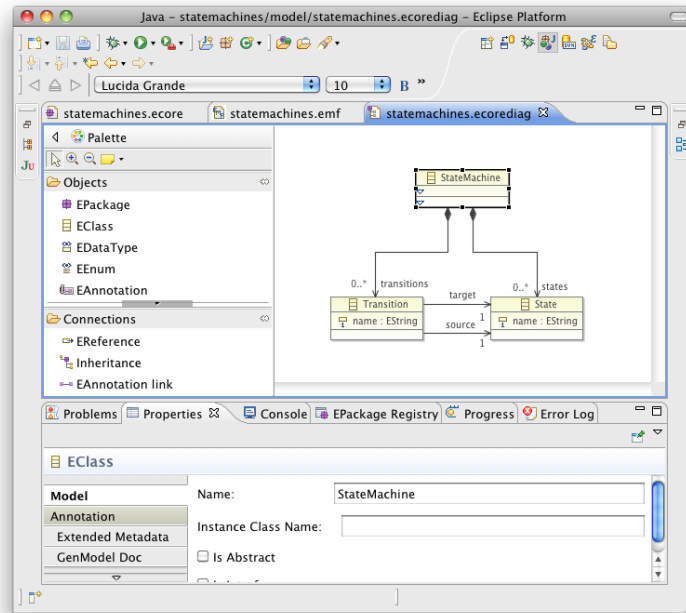 Java - statemachines/model/statemachines.ecorediag - Eclipse Platform
Lucida Grande 10 B »
statemachines.ecore statemachines.emf statemachines.ecorediag
Palette
Objects
EPackage
EClass
EDataType
EEnum
EAnnotation
Connections
EReference
Inheritance
EAnnotation link
StateMachine
0..* transitions
0..* states
Transition
name : EString
target
1
source
1
State
name : EString
JU
Problems Properties Console EPackage Registry Progress Error Log
EClass
Model
Annotation
Extended Metadata
GenModel Doc
Name: StateMachine
Instance Class Name:
Is Abstract